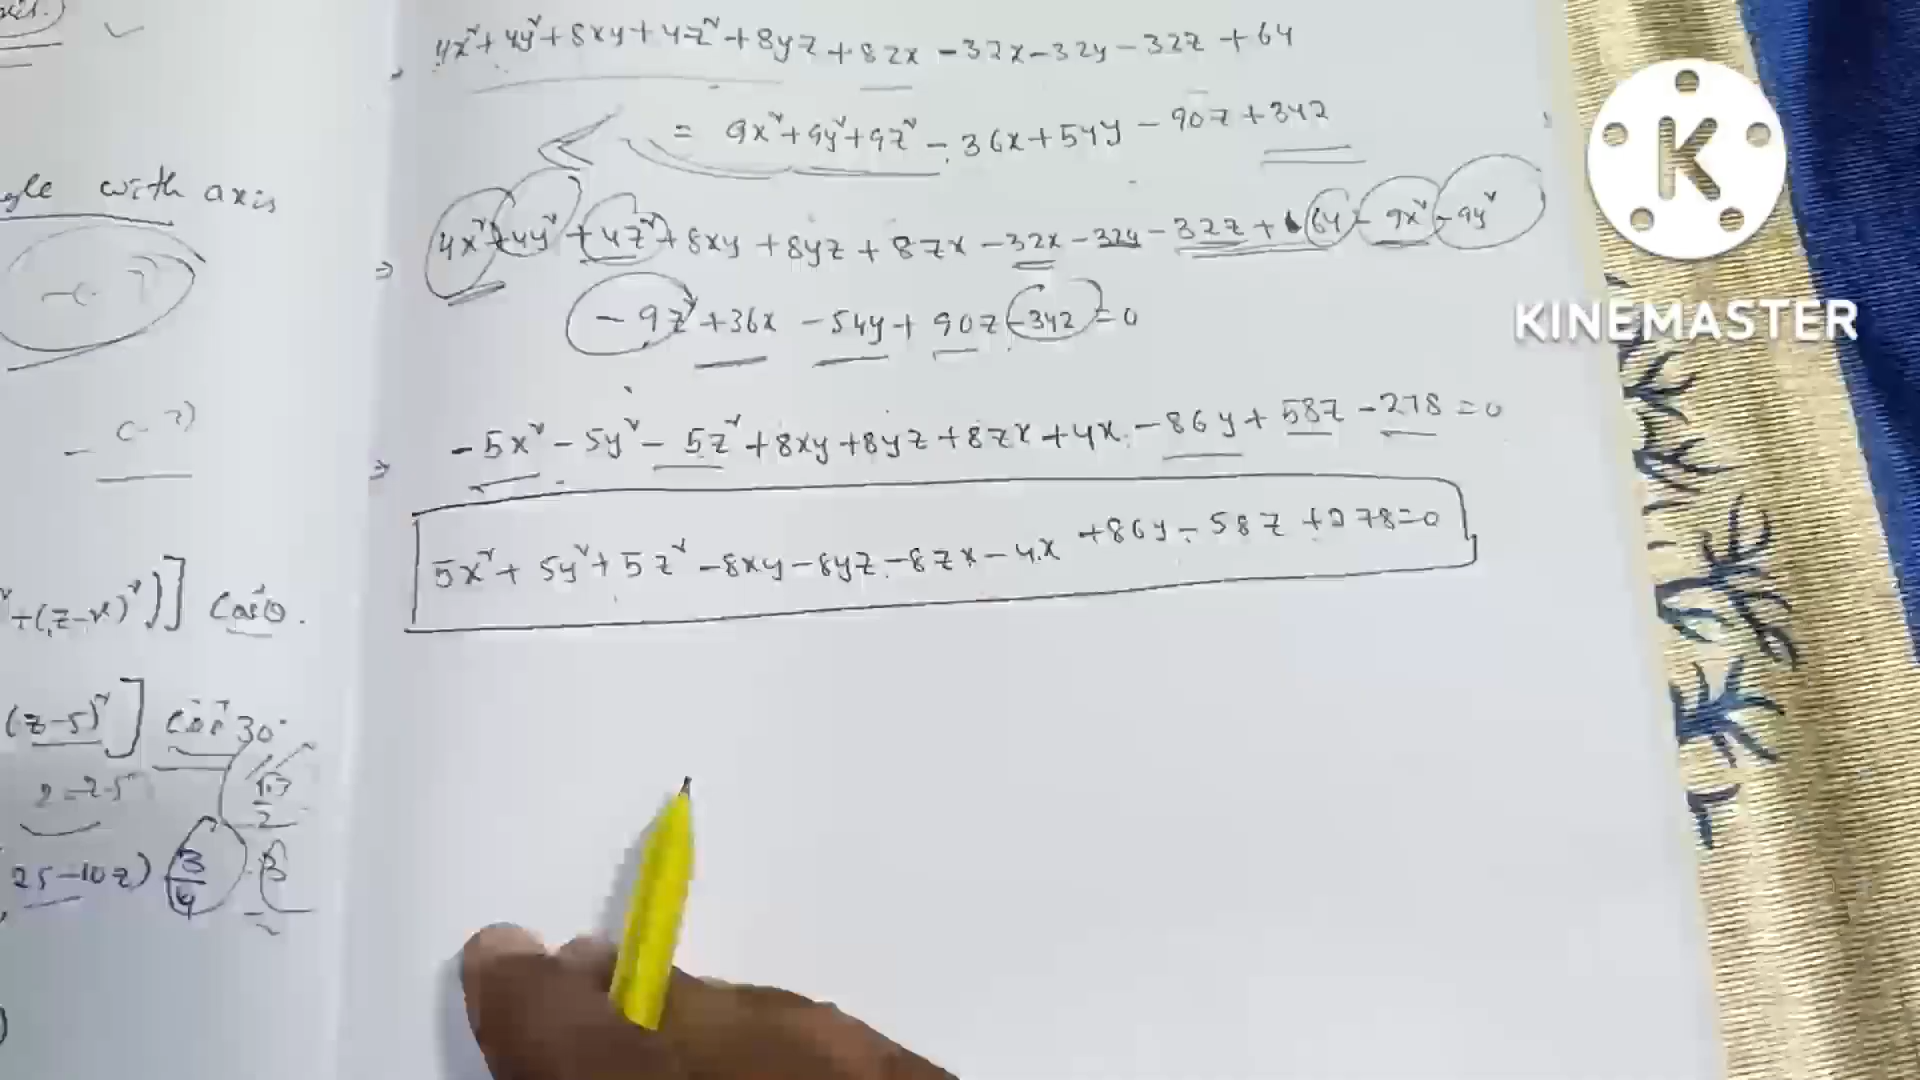 4x²+4y²+8xy+4z²+8yz+8zx-32x-32y-32z+64
= 9x²+9y²+9z²-36x+54y-90z+342
gle with axis
⇒ 4x²+4y²+4z²+8xy+8yz+8zx-32x-32y-32z+64-9x²-9y²
-9z²+36x-54y+90z-342=0
⇒ -5x²-5y²-5z²+8xy+8yz+8zx+4x-86y+58z-278=0
5x²+5y²+5z²-8xy-8yz-8zx-4x+86y-58z+278=0
(z-5)²] cos²30°
√3
2
25-10z) 3
4
K
KINEMASTER